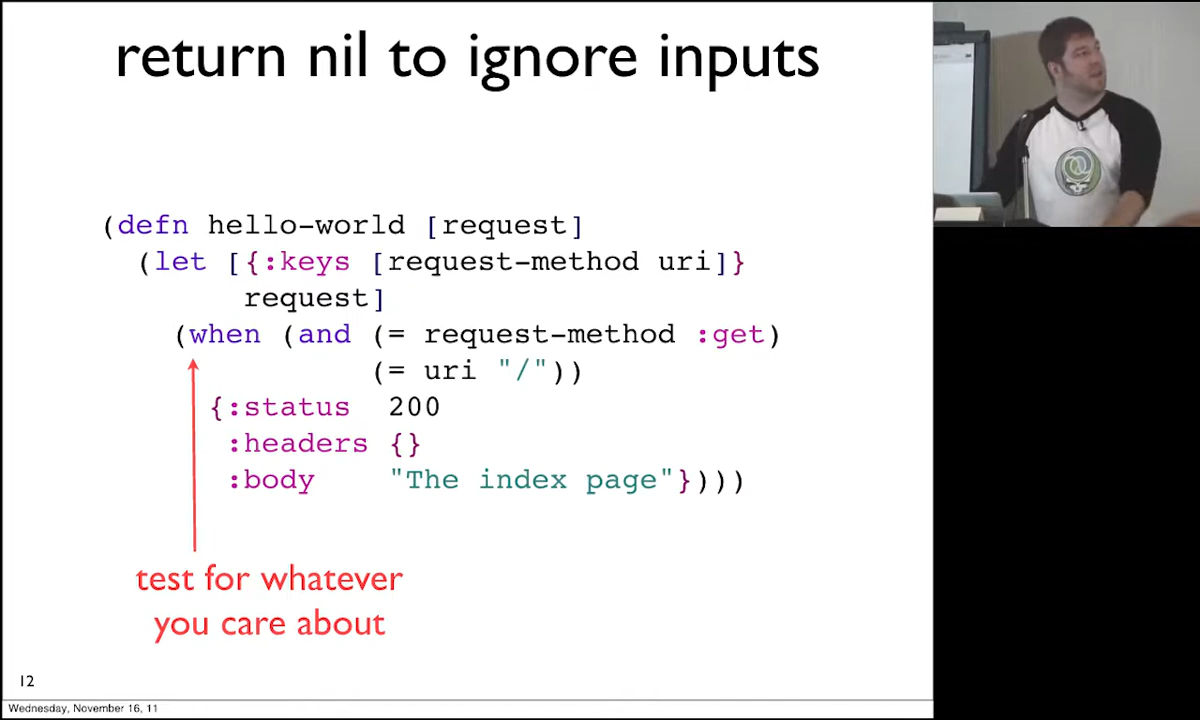 return nil to ignore inputs
(defn hello-world [request]
(let [{:keys [request-method uri]}
request]
(when (and (= request-method :get)
(= uri "/"))
{:status 200
:headers {}
:body "The index page"})))
test for whatever
you care about
12
Wednesday, November 16, 11